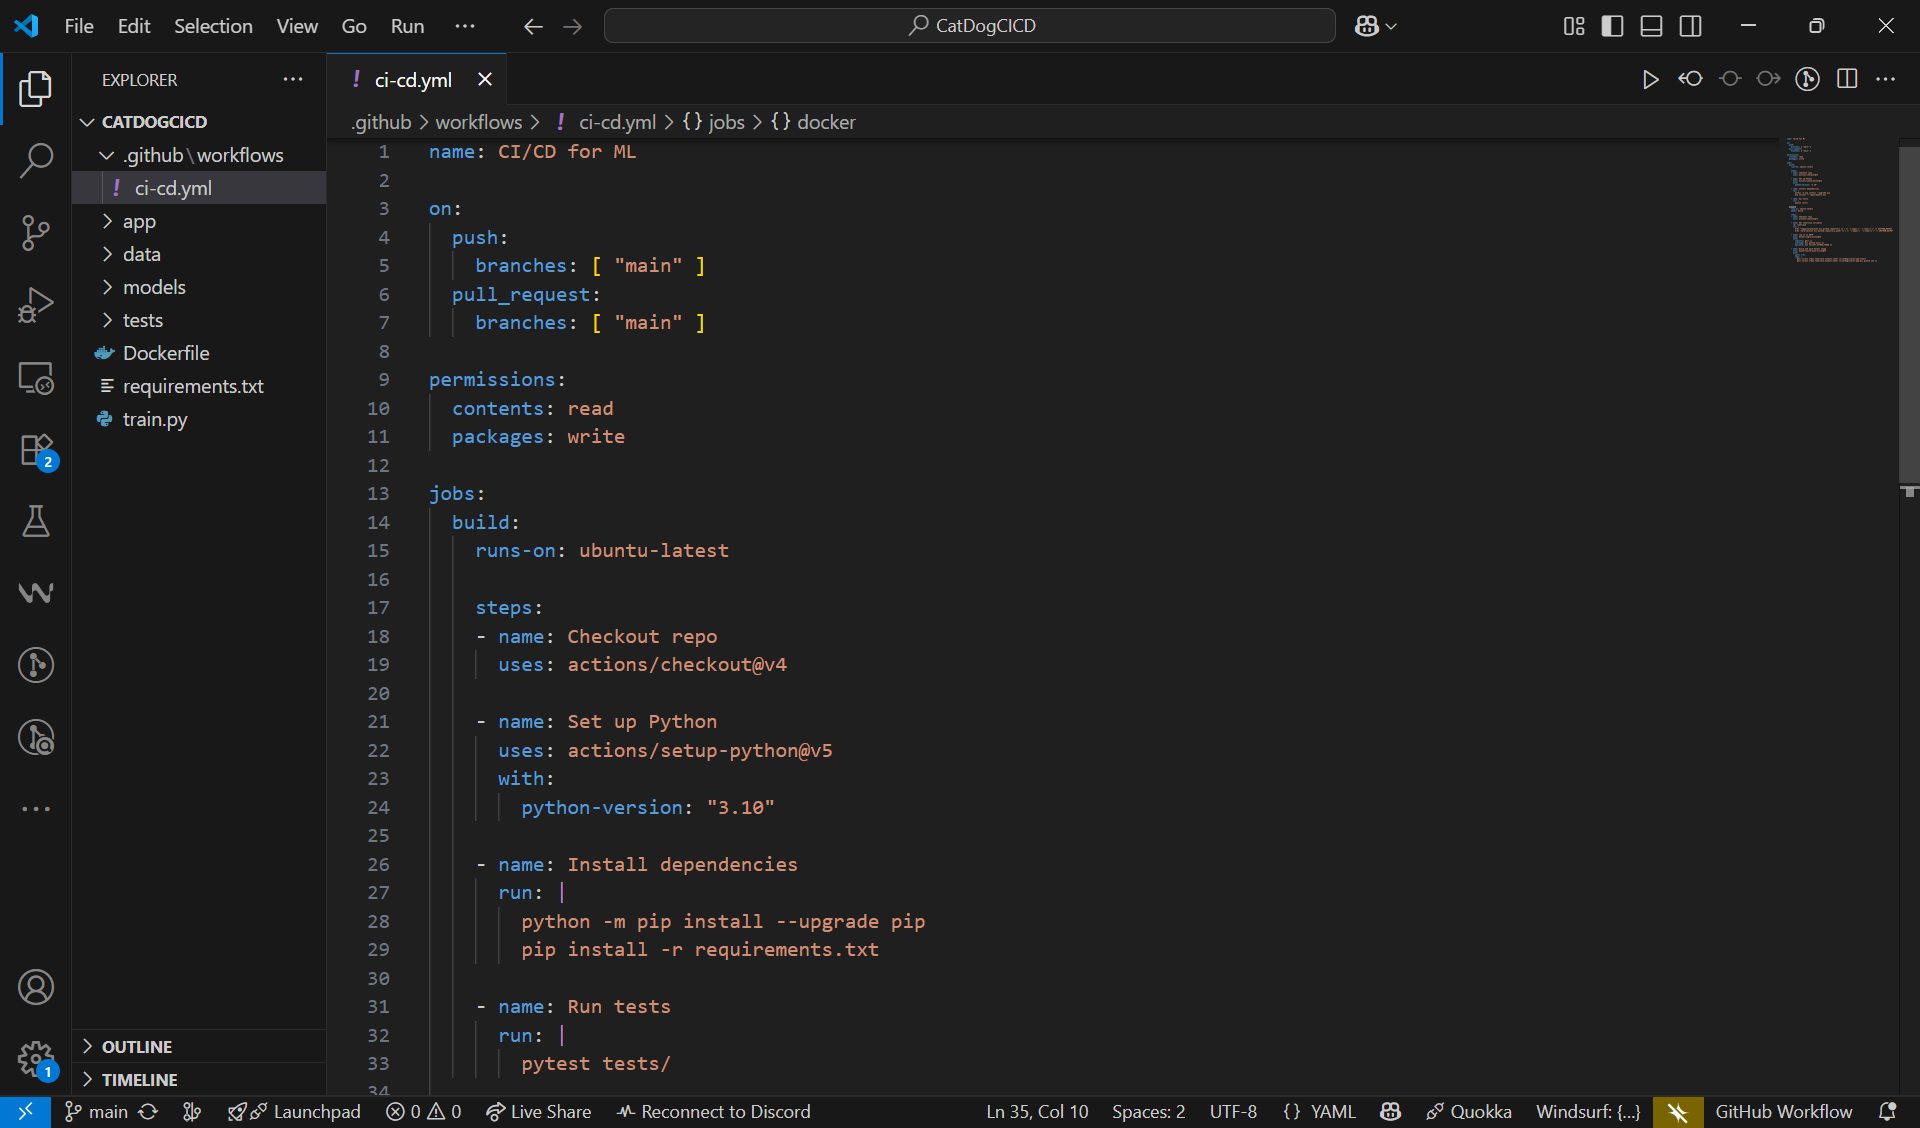 File Edit Selection View Go Run
CatDogCICD
EXPLORER
CATDOGCICD
.github\workflows
! ci-cd.yml
app
data
models
tests
Dockerfile
requirements.txt
train.py
OUTLINE
TIMELINE
! ci-cd.yml
.github > workflows > ! ci-cd.yml > {} jobs > {} docker
1 name: CI/CD for ML
2
3 on:
4 push:
5 branches: [ "main" ]
6 pull_request:
7 branches: [ "main" ]
8
9 permissions:
10 contents: read
11 packages: write
12
13 jobs:
14 build:
15 runs-on: ubuntu-latest
16
17 steps:
18 - name: Checkout repo
19 uses: actions/checkout@v4
20
21 - name: Set up Python
22 uses: actions/setup-python@v5
23 with:
24 python-version: "3.10"
25
26 - name: Install dependencies
27 run: |
28 python -m pip install --upgrade pip
29 pip install -r requirements.txt
30
31 - name: Run tests
32 run: |
33 pytest tests/
34
2
1
main Launchpad 0 0 Live Share Reconnect to Discord Ln 35, Col 10 Spaces: 2 UTF-8 {} YAML Quokka Windsurf: {...} GitHub Workflow